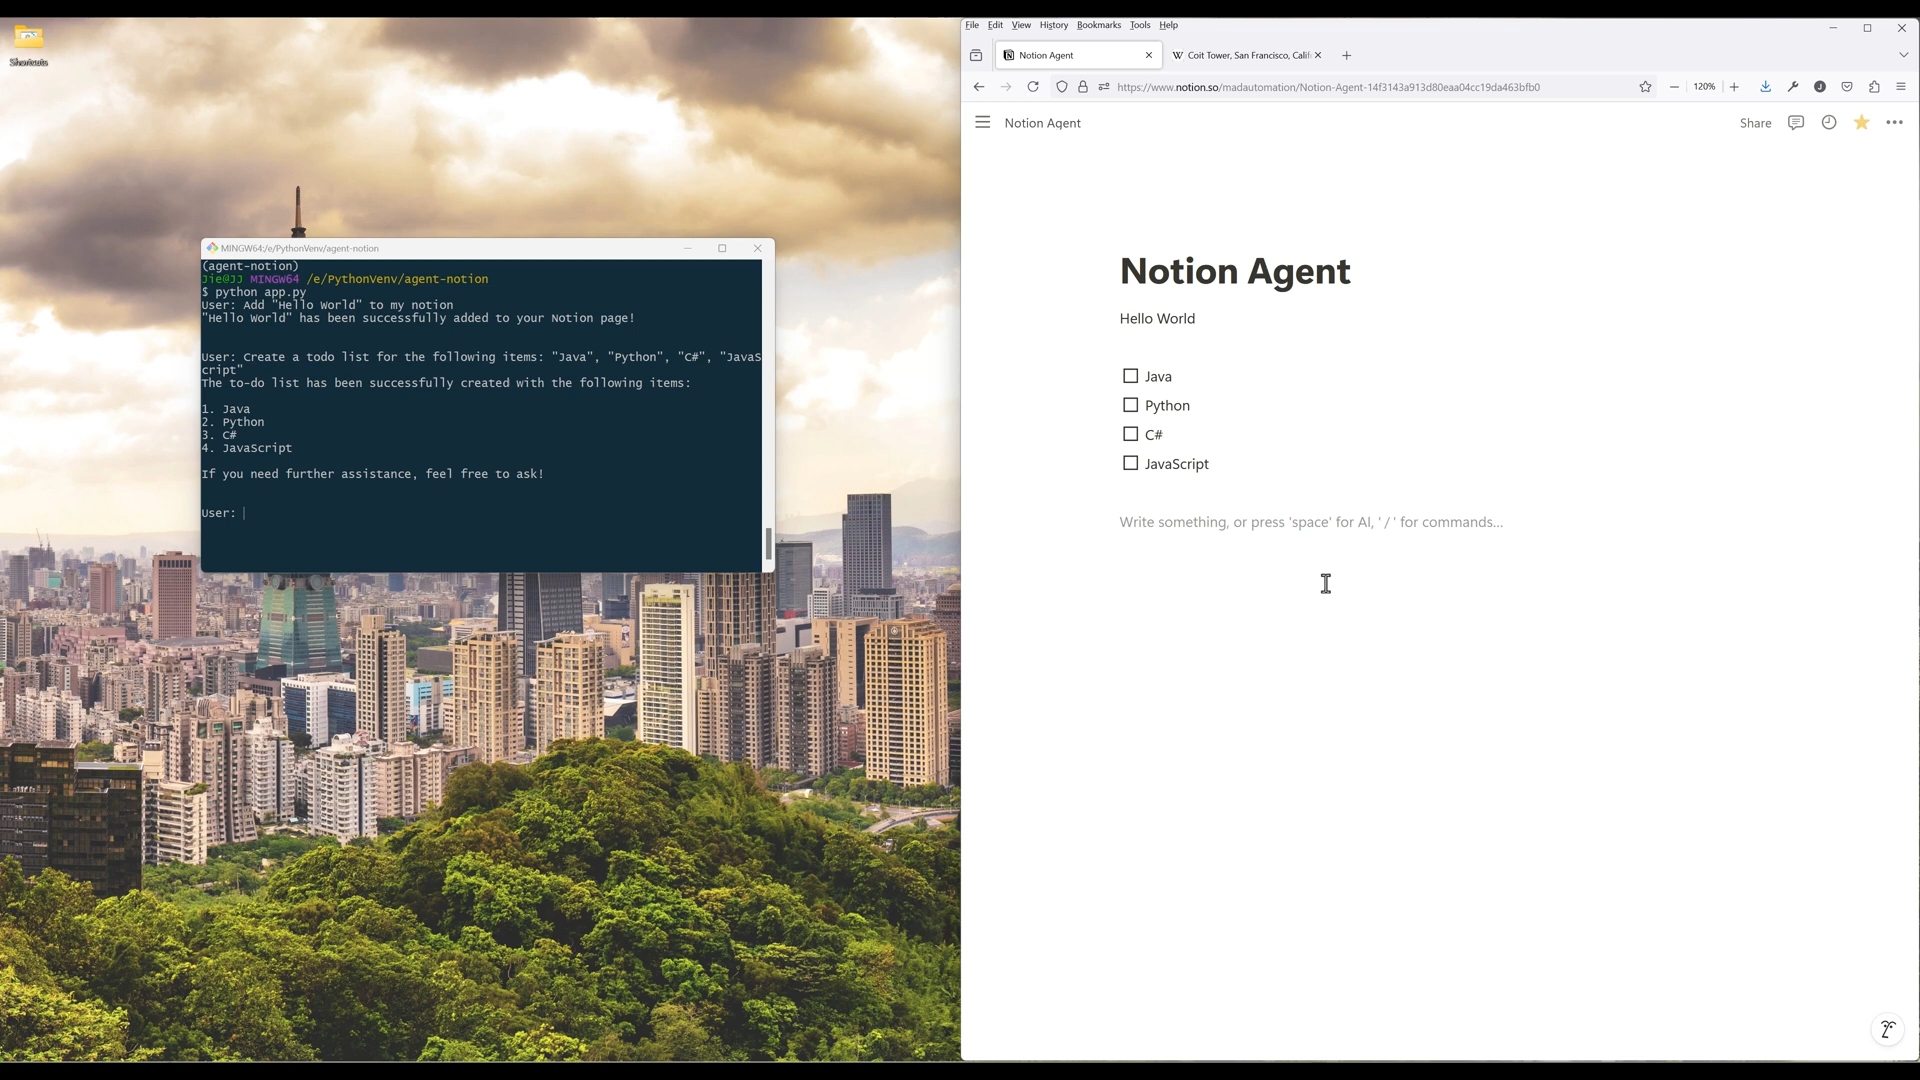 Shortcuts
MINGW64:/e/PythonVenv/agent-notion
(agent-notion)
Jie@JJ MINGW64 /e/PythonVenv/agent-notion
$ python app.py
User: Add "Hello World" to my notion
"Hello World" has been successfully added to your Notion page!
User: Create a todo list for the following items: "Java", "Python", "C#", "JavaS
cript"
The to-do list has been successfully created with the following items:
1. Java
2. Python
3. C#
4. JavaScript
If you need further assistance, feel free to ask!
User:
File Edit View History Bookmarks Tools Help
Notion Agent
Coit Tower, San Francisco, Calif
https://www.notion.so/madautomation/Notion-Agent-14f3143a913d80eaa04cc19da463bfb0
120%
Notion Agent
Share
Notion Agent
Hello World
Java
Python
C#
JavaScript
Write something, or press 'space' for AI, '/' for commands...